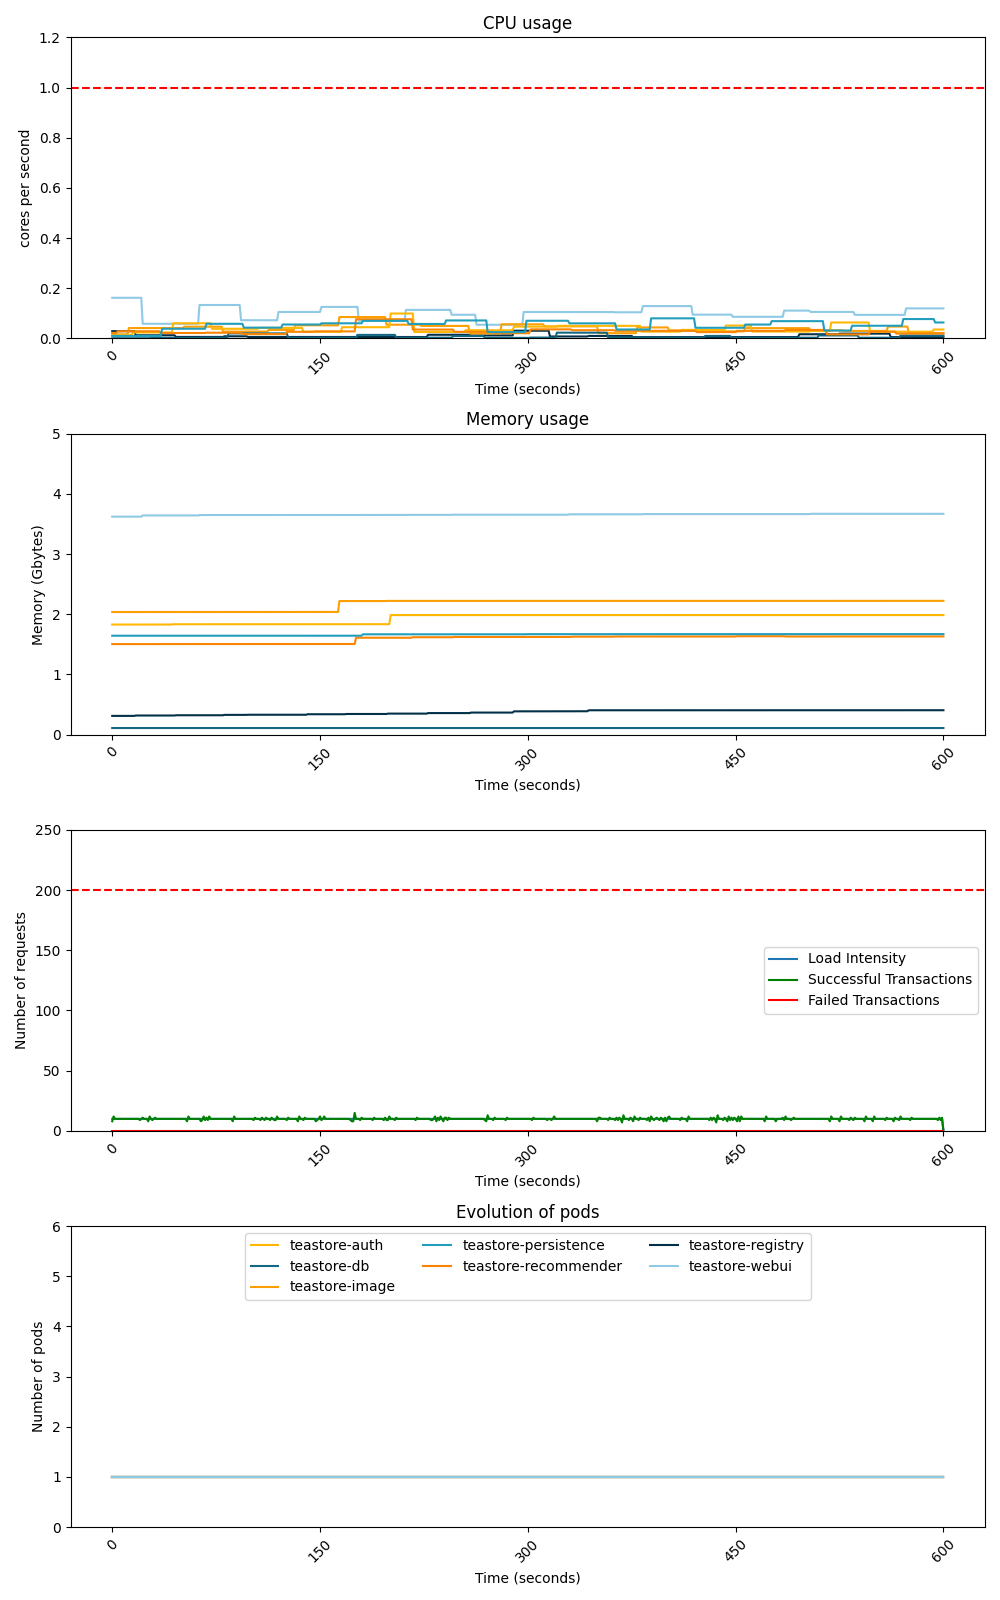 CPU usage
1.2
1.0
0.8
0.6
0.4
0.2
0.0
cores per second
0 150 300 450 600
Time (seconds)
Memory usage
5
4
3
2
1
0
Memory (Gbytes)
0 150 300 450 600
Time (seconds)
250
200
150
100
50
0
Number of requests
Load Intensity
Successful Transactions
Failed Transactions
0 150 300 450 600
Time (seconds)
Evolution of pods
6
5
4
3
2
1
0
Number of pods
teastore-auth teastore-persistence teastore-registry
teastore-db teastore-recommender teastore-webui
teastore-image
0 150 300 450 600
Time (seconds)